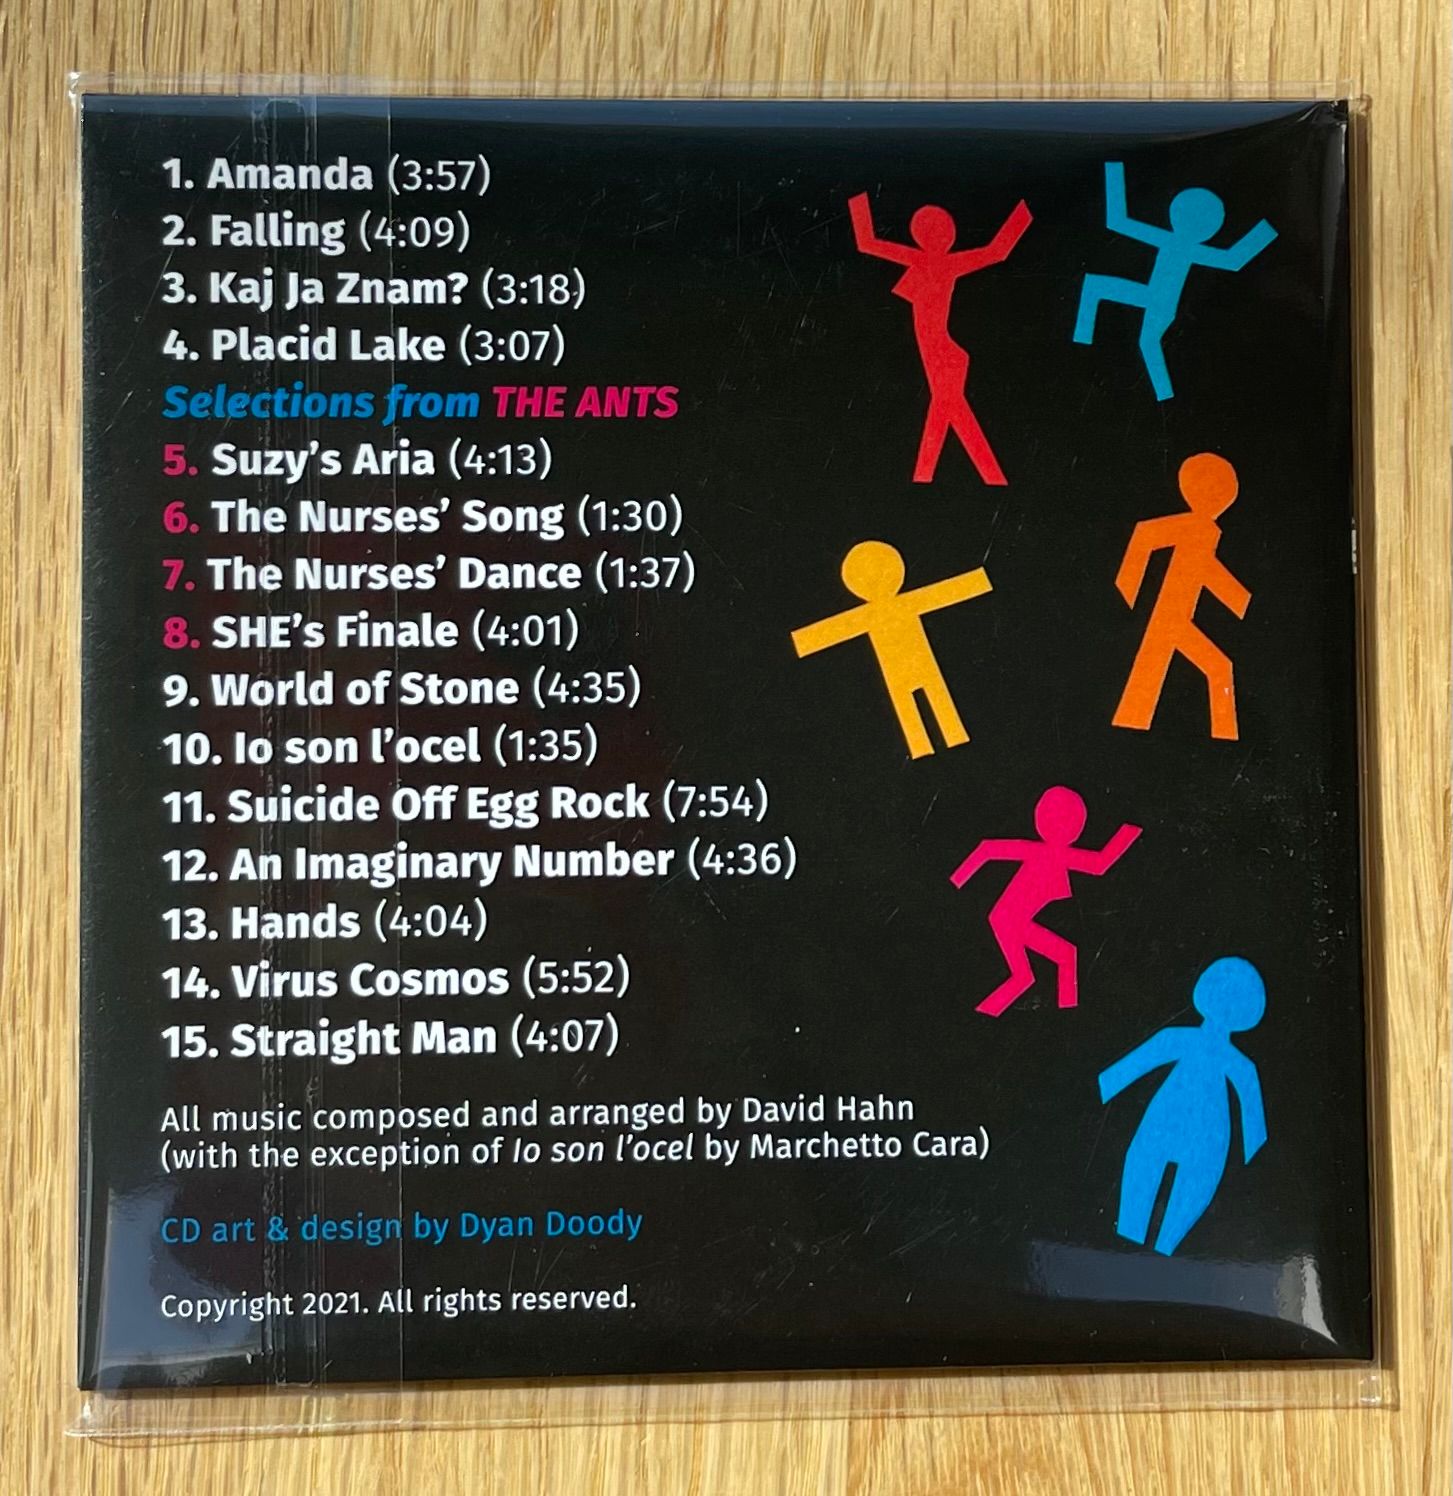 1. Amanda (3:57)
2. Falling (4:09)
3. Kaj Ja Znam? (3:18)
4. Placid Lake (3:07)
Selections from THE ANTS
5. Suzy's Aria (4:13)
6. The Nurses' Song (1:30)
7. The Nurses' Dance (1:37)
8. SHE's Finale (4:01)
9. World of Stone (4:35)
10. Io son l'ocel (1:35)
11. Suicide Off Egg Rock (7:54)
12. An Imaginary Number (4:36)
13. Hands (4:04)
14. Virus Cosmos (5:52)
15. Straight Man (4:07)
All music composed and arranged by David Hahn
(with the exception of Io son l'ocel by Marchetto Cara)
CD art & design by Dyan Doody
Copyright 2021. All rights reserved.